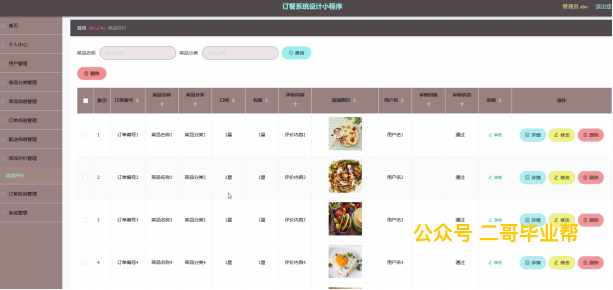 订餐系统设计小程序
管理员 abo 退出登
首页 菜品评价
首页
个人中心
用户管理
菜品分类管理
菜品信息管理
订单信息管理
配送信息管理
菜品评价管理
菜品评价
系统管理
菜品名称 菜品分类 查询
删除
索引 订单编号 菜品名称 菜品分类 口味 包装 评价内容 用户名 审核回复 审核状态 审核 操作
1 订单编号1 菜品名称1 菜品分类1 1星 1星 评价内容1 用户名1 通过 审核 详情 修改 删除
2 订单编号2 菜品名称2 菜品分类2 1星 1星 评价内容2 用户名2 通过 审核 详情 修改 删除
3 订单编号3 菜品名称3 菜品分类3 1星 1星 评价内容3 用户名3 通过 审核 详情 修改 删除
公众号 二哥毕业帮
4 订单编号4 菜品名称4 菜品分类4 1星 1星 评价内容4 用户名4 通过 审核 详情 修改 删除